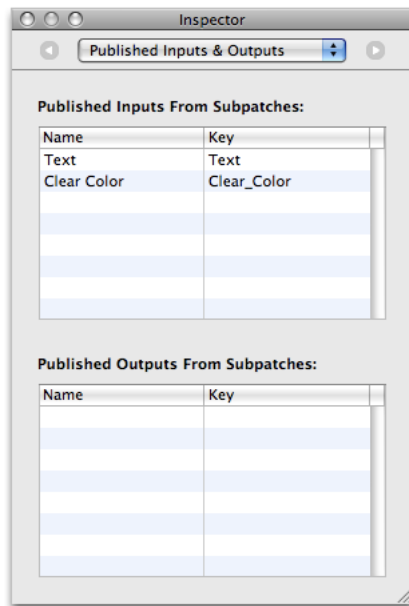 Inspector
Published Inputs & Outputs
Published Inputs From Subpatches:
Name Key
Text Text
Clear Color Clear_Color
Published Outputs From Subpatches:
Name Key